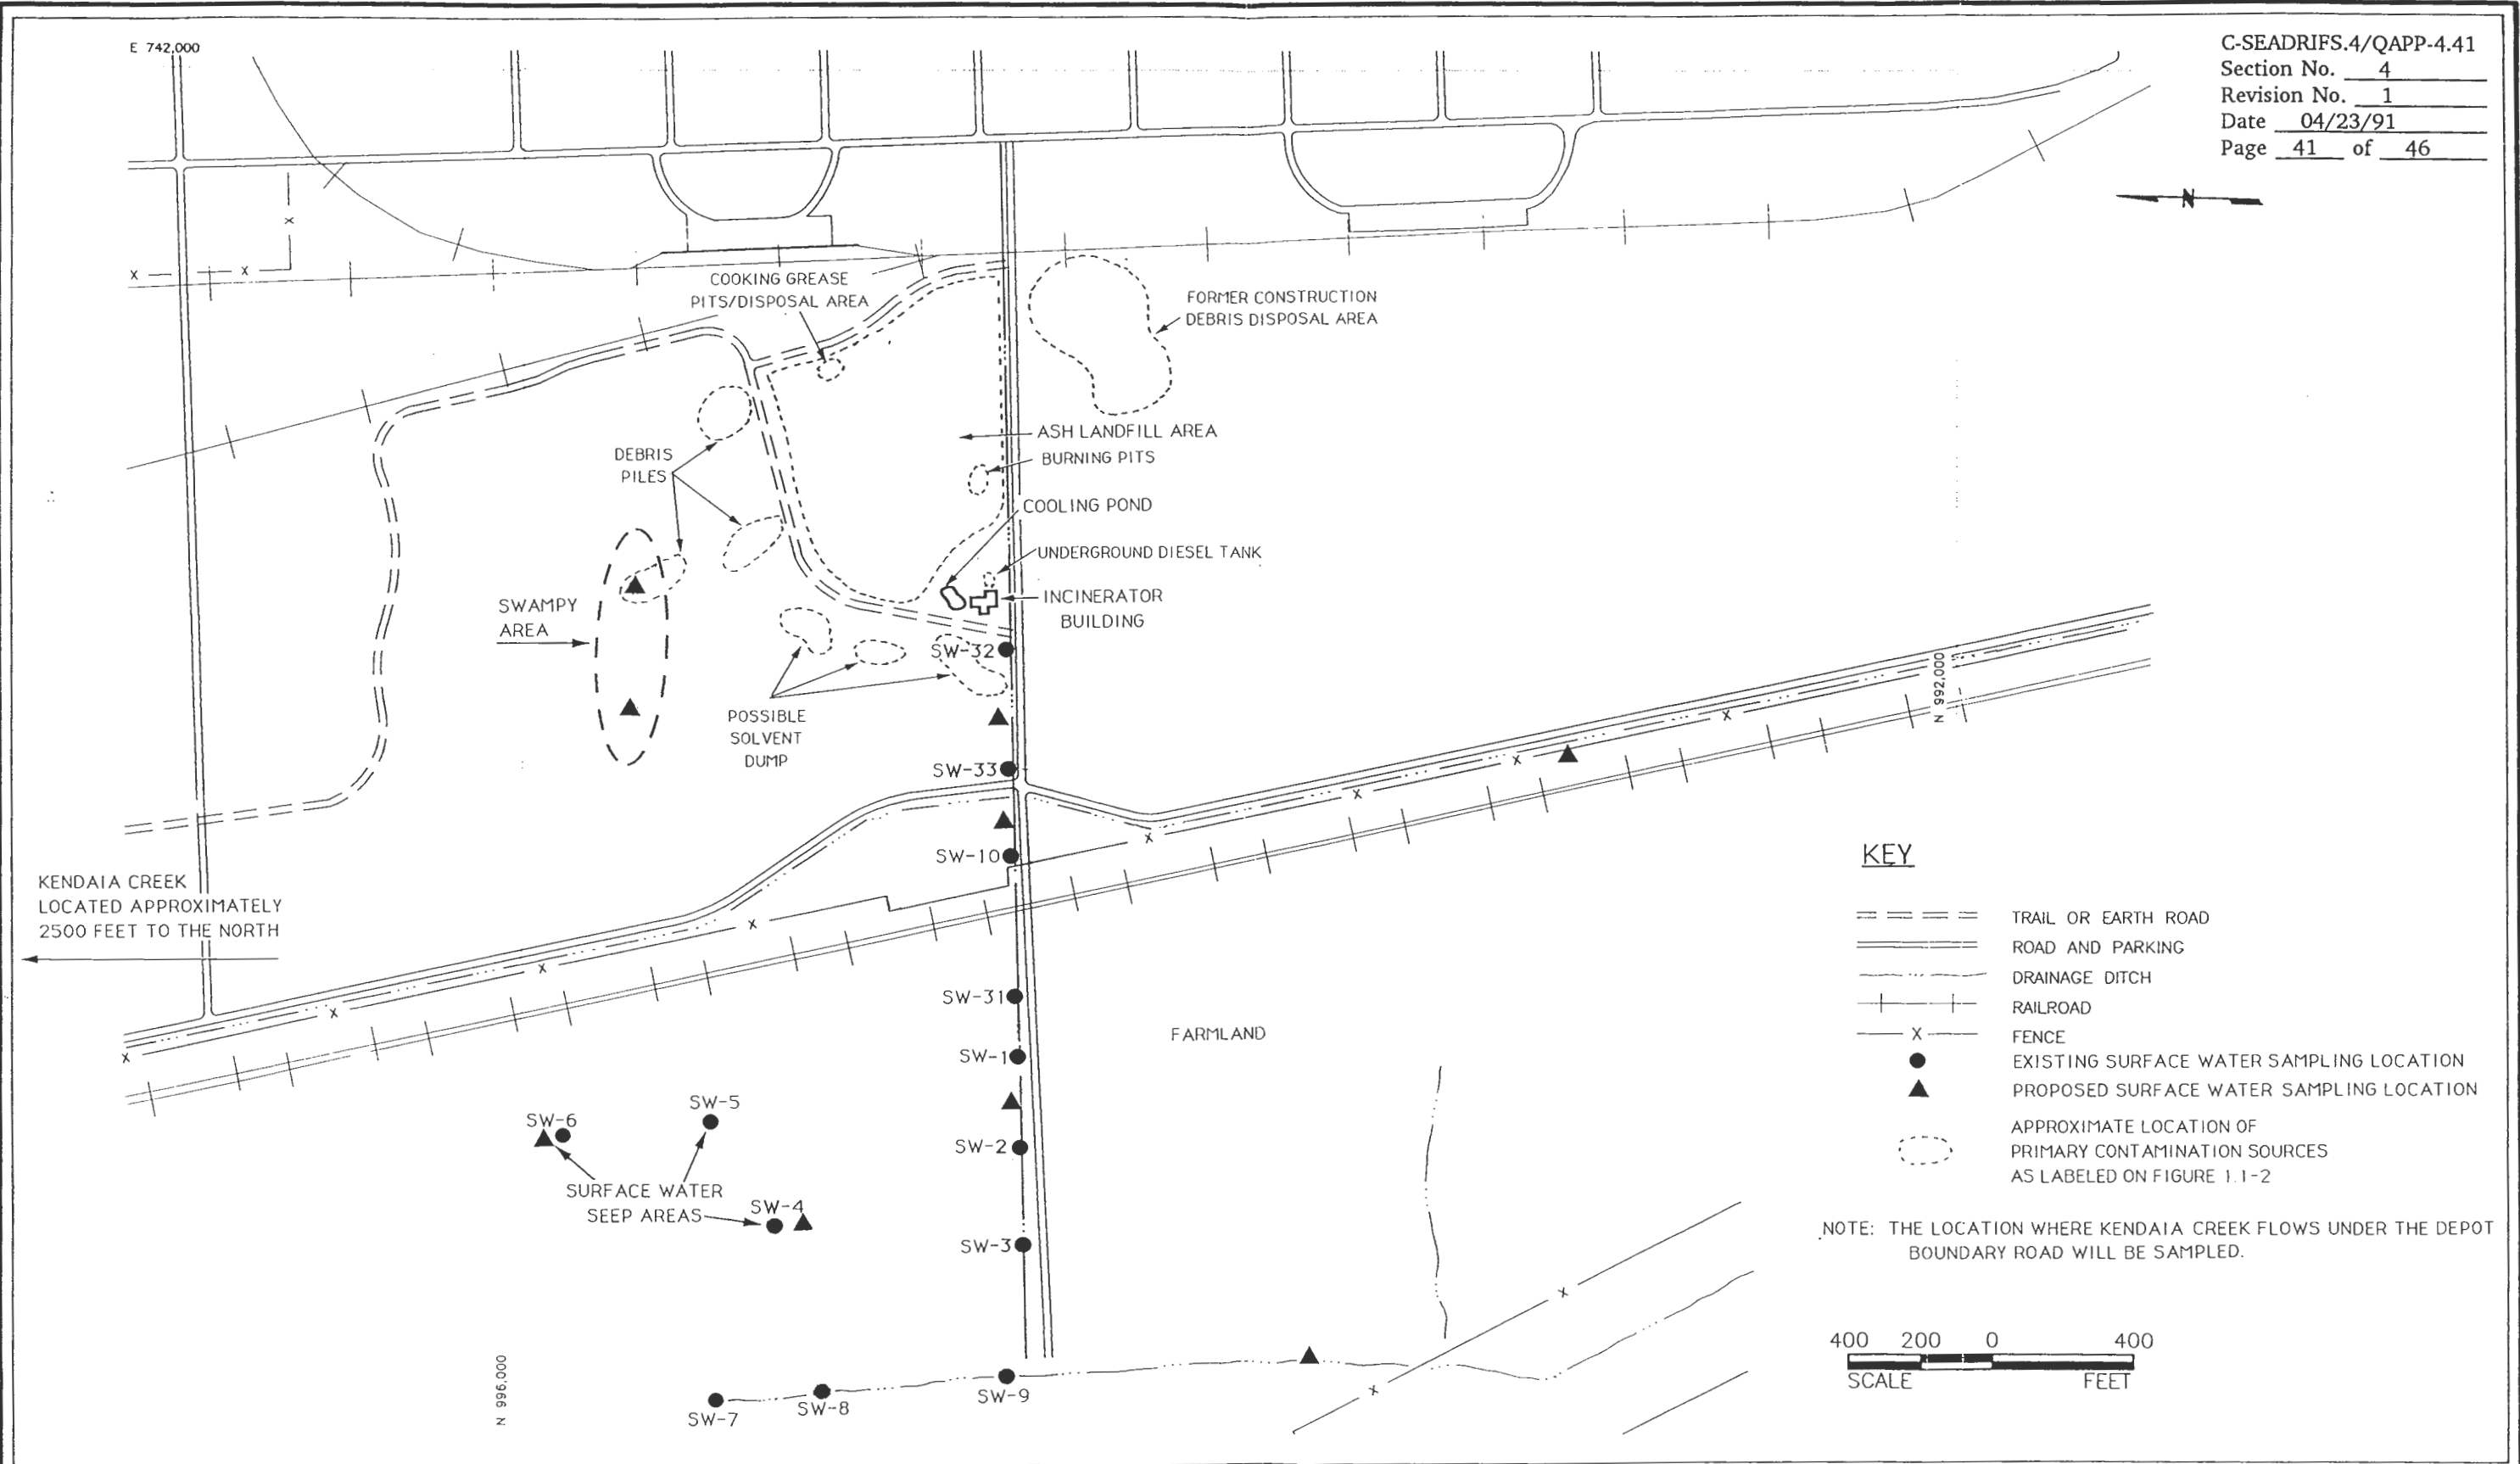 E 742,000
C-SEADRIFS.4/QAPP-4.41
Section No. 4
Revision No. 1
Date 04/23/91
Page 41 of 46
N
X
X
X
COOKING GREASE
PITS/DISPOSAL AREA
FORMER CONSTRUCTION
DEBRIS DISPOSAL AREA
ASH LANDFILL AREA
BURNING PITS
DEBRIS
PILES
COOLING POND
UNDERGROUND DIESEL TANK
INCINERATOR
BUILDING
SWAMPY
AREA
SW-32
POSSIBLE
SOLVENT
DUMP
N 992,000
X
X
X
X
SW-33
SW-10
KENDAIA CREEK
LOCATED APPROXIMATELY
2500 FEET TO THE NORTH
X
X
X
X
SW-31
FARMLAND
SW-1
SW-5
SW-6
SW-2
SURFACE WATER
SEEP AREAS
SW-4
SW-3
X
X
N 996,000
SW-7
SW-8
SW-9
KEY
TRAIL OR EARTH ROAD
ROAD AND PARKING
DRAINAGE DITCH
RAILROAD
X FENCE
EXISTING SURFACE WATER SAMPLING LOCATION
PROPOSED SURFACE WATER SAMPLING LOCATION
APPROXIMATE LOCATION OF
PRIMARY CONTAMINATION SOURCES
AS LABELED ON FIGURE 1.1-2
NOTE: THE LOCATION WHERE KENDAIA CREEK FLOWS UNDER THE DEPOT
BOUNDARY ROAD WILL BE SAMPLED.
400 200 0 400
SCALE FEET